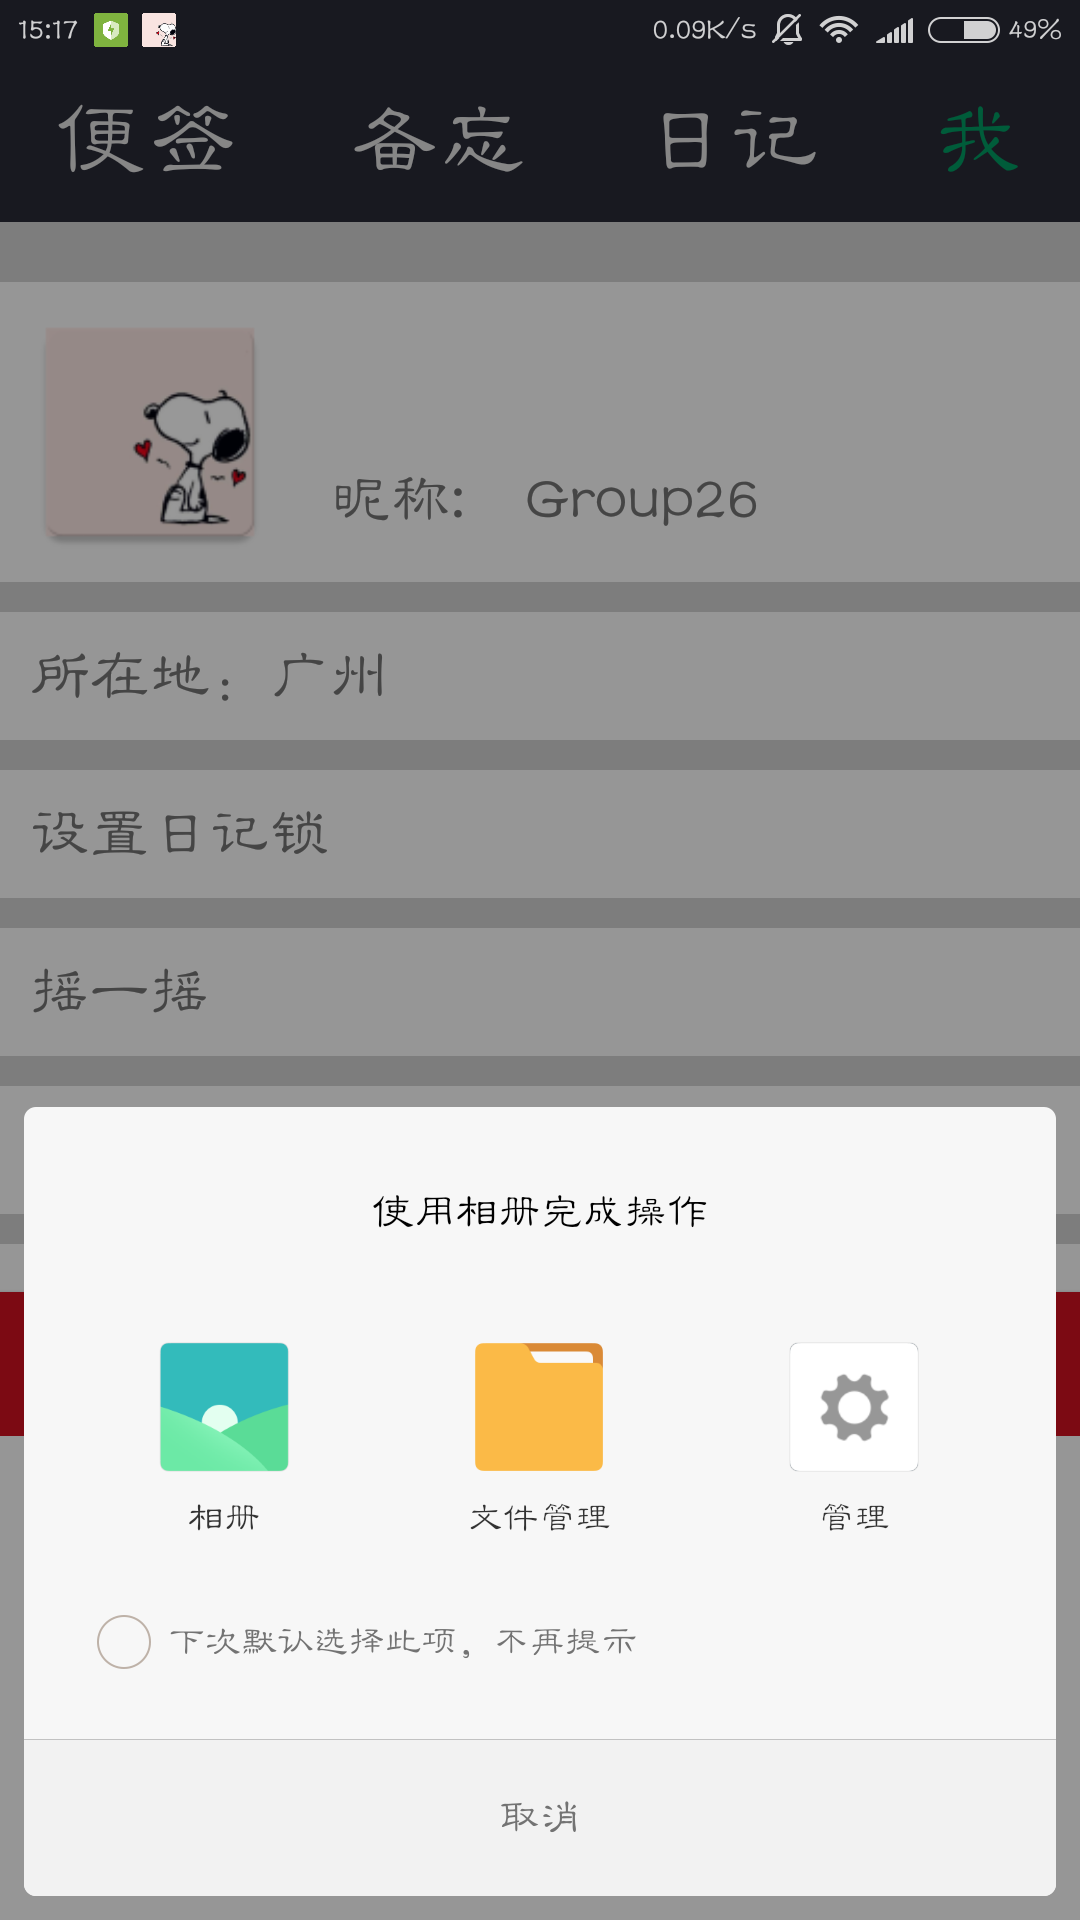 15:17 0.09K/s 49%
便签 备忘 日记 我
昵称: Group26
所在地：广州
设置日记锁
摇一摇
使用相册完成操作
相册 文件管理 管理
下次默认选择此项，不再提示
取消